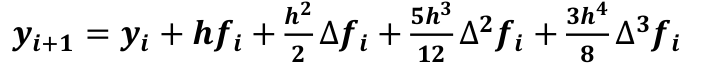 $y_{i+1} = y_i + hf_i + \frac{h^2}{2}\Delta f_i + \frac{5h^3}{12}\Delta^2 f_i + \frac{3h^4}{8}\Delta^3 f_i$